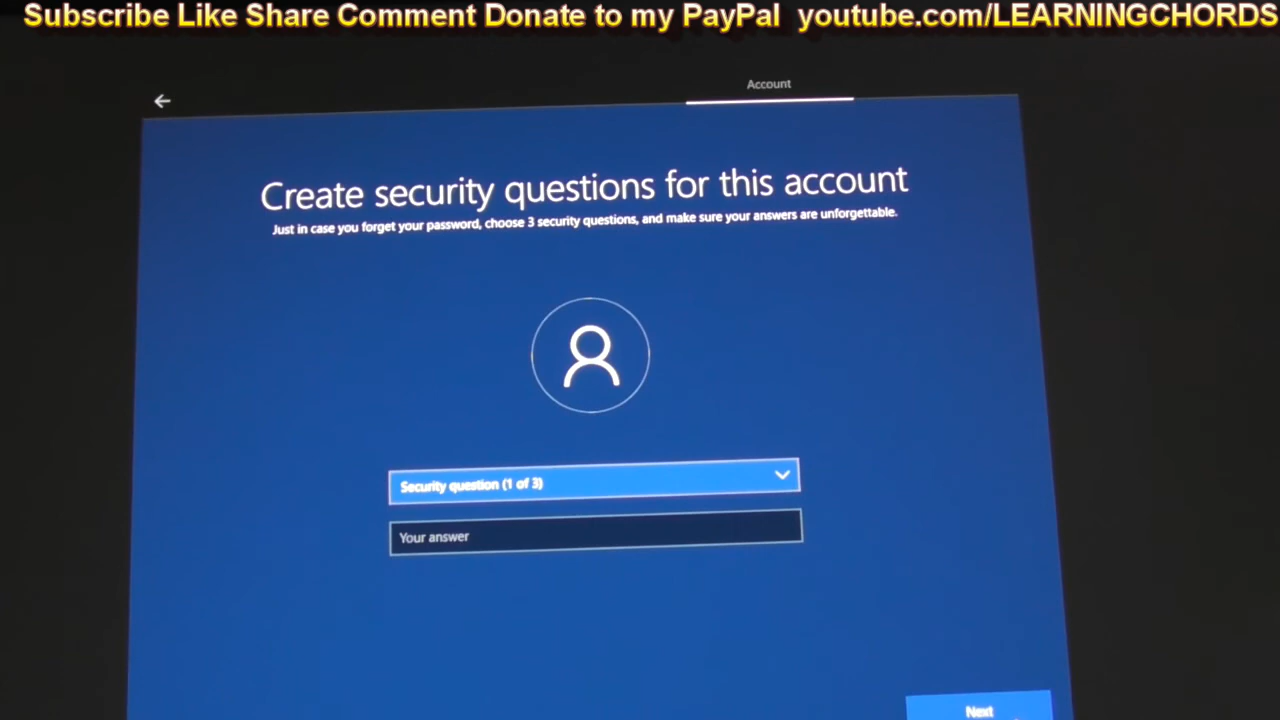 Subscribe Like Share Comment Donate to my PayPal youtube.com/LEARNINGCHORDS
Account
Create security questions for this account
Just in case you forget your password, choose 3 security questions, and make sure your answers are unforgettable.
Security question (1 of 3)
Your answer
Next